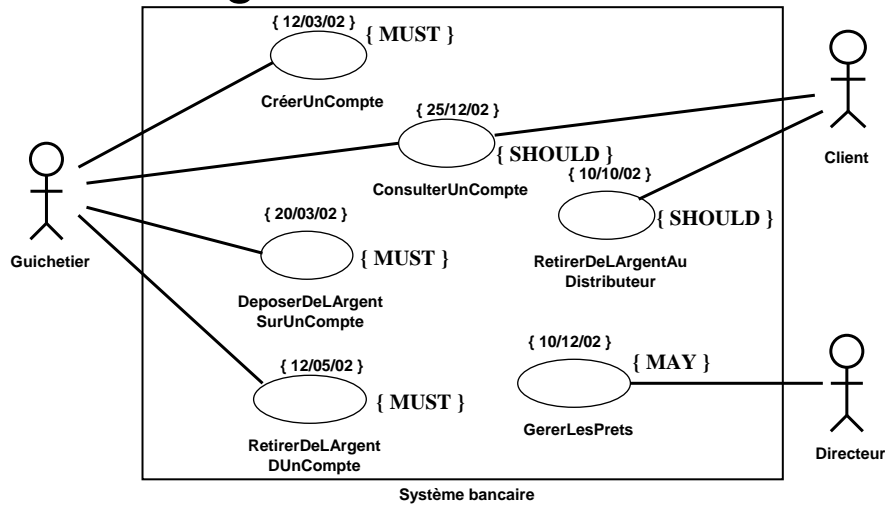 { 12/03/02 }
{ MUST }
CréerUnCompte
{ 25/12/02 }
{ SHOULD }
ConsulterUnCompte
Client
{ 10/10/02 }
{ SHOULD }
RetirerDeLArgentAu
Distributeur
Guichetier
{ 20/03/02 }
{ MUST }
DeposerDeLArgent
SurUnCompte
{ 12/05/02 }
{ MUST }
RetirerDeLArgent
DUnCompte
{ 10/12/02 }
{ MAY }
GererLesPrets
Directeur
Système bancaire